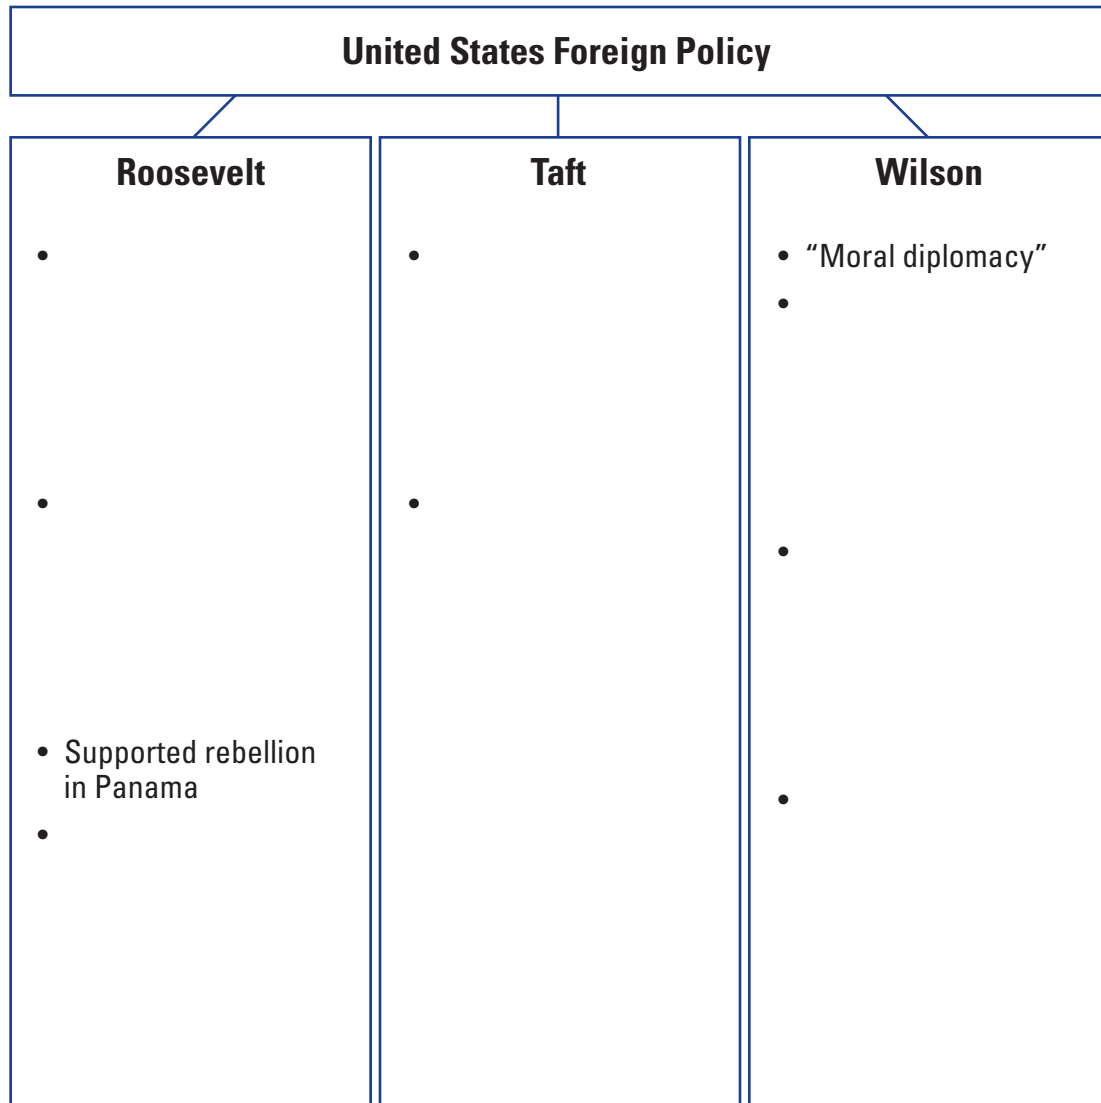 United States Foreign Policy
Roosevelt
•
•
• Supported rebellion
in Panama
•
Taft
•
•
Wilson
• “Moral diplomacy”
•
•
•